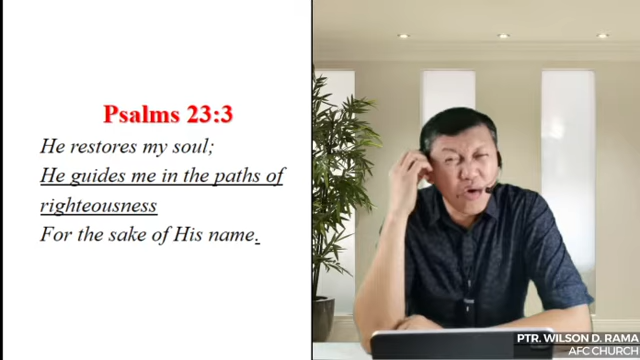 Psalms 23:3
He restores my soul;
He guides me in the paths of
righteousness
For the sake of His name.
PTR. WILSON D. RAMA
AFC CHURCH